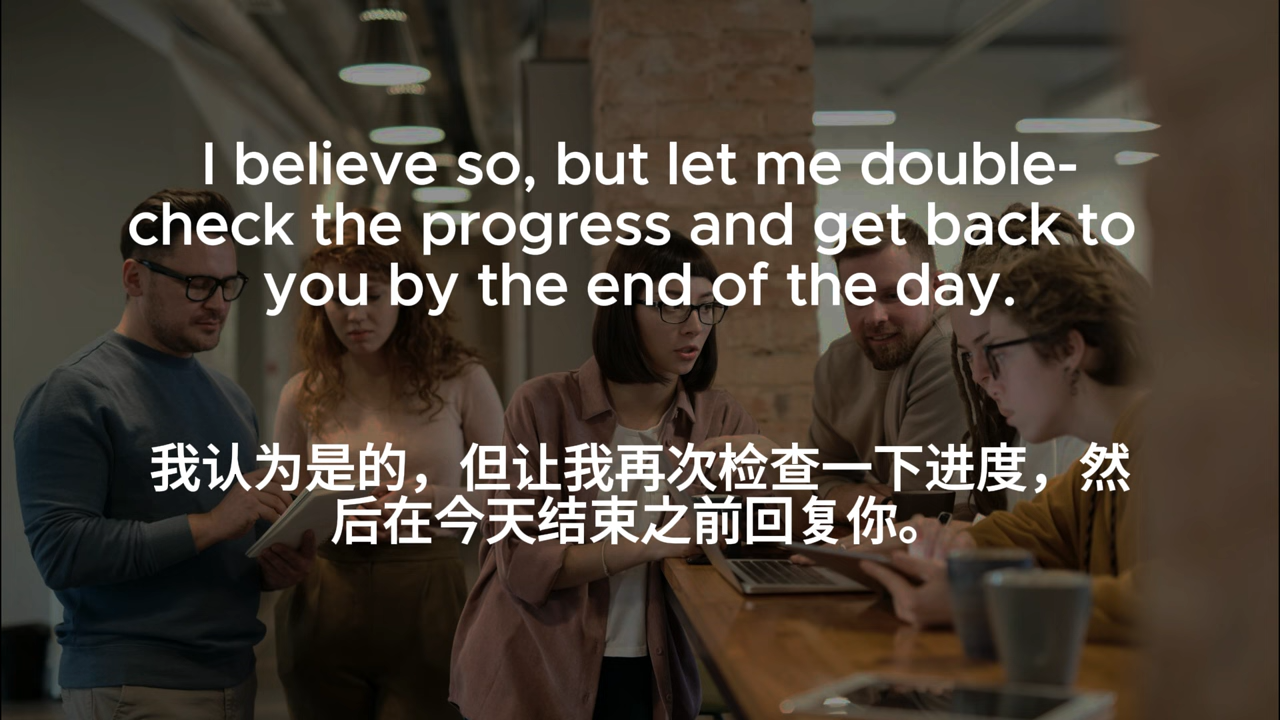 I believe so, but let me double-
check the progress and get back to
you by the end of the day.
我认为是的，但让我再次检查一下进度，然
后在今天结束之前回复你。